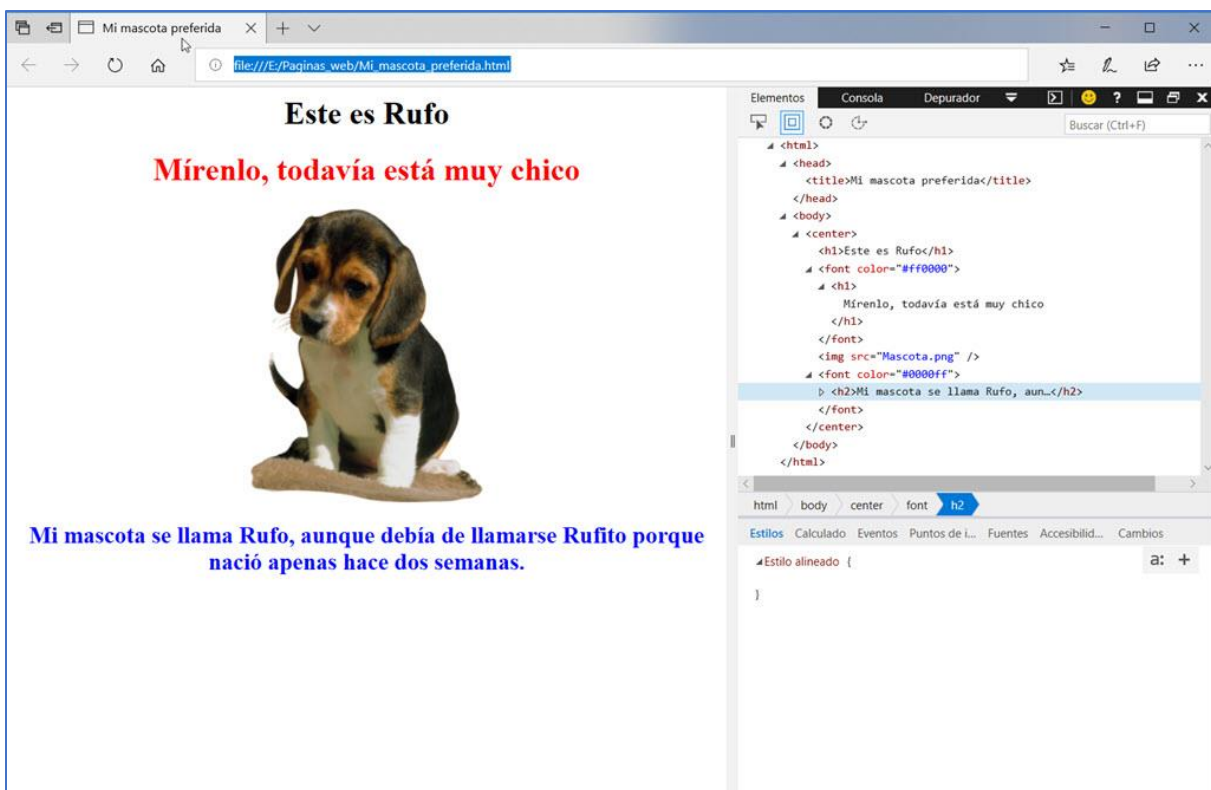 Mi mascota preferida
file:///E:/Paginas_web/Mi_mascota_preferida.html
Este es Rufo
Mírenlo, todavía está muy chico
Mi mascota se llama Rufo, aunque debía de llamarse Rufito porque
nació apenas hace dos semanas.
Elementos Consola Depurador
Buscar (Ctrl+F)
<html>
<head>
<title>Mi mascota preferida</title>
</head>
<body>
<center>
<h1>Este es Rufo</h1>
<font color="#ff0000">
<h1>
Mírenlo, todavía está muy chico
</h1>
</font>
<img src="Mascota.png" />
<font color="#0000ff">
<h2>Mi mascota se llama Rufo, aun…</h2>
</font>
</center>
</body>
</html>
html body center font h2
Estilos Calculado Eventos Puntos de i... Fuentes Accesibilid... Cambios
Estilo alineado {
a: +
}